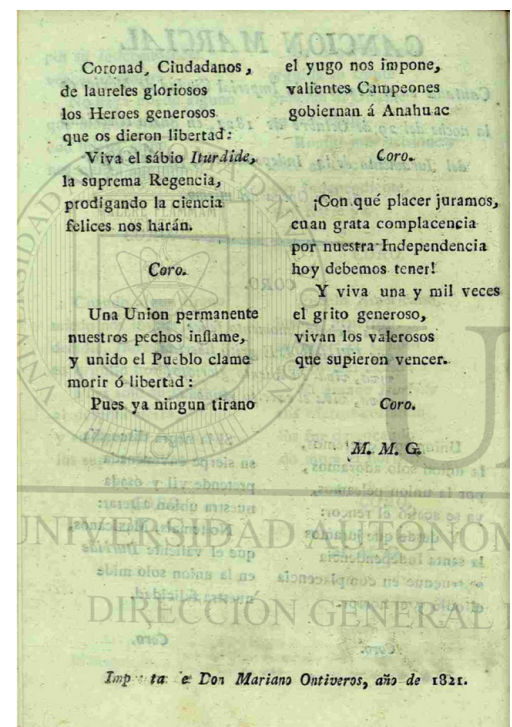 Coronad, Ciudadanos,
de laureles gloriosos
los Heroes generosos
que os dieron libertad:
Viva el sábio Iturdide,
la suprema Regencia,
prodigando la ciencia
felices nos harán.
Coro.
Una Union permanente
nuestros pechos inflame,
y unido el Pueblo clame
morir ó libertad:
Pues ya ningun tirano
el yugo nos impone,
valientes Campeones
gobiernan á Anahuac
Coro.
¡Con qué placer juramos,
cuan grata complacencia
por nuestra Independencia
hoy debemos tener!
Y viva una y mil veces
el grito generoso,
vivan los valerosos
que supieron vencer.
Coro.
M. M. G.
UNIVERSIDAD AUTÓNOM
DIRECCIÓN GENERAL
Don Mariano Ontiveros, año de 1821.